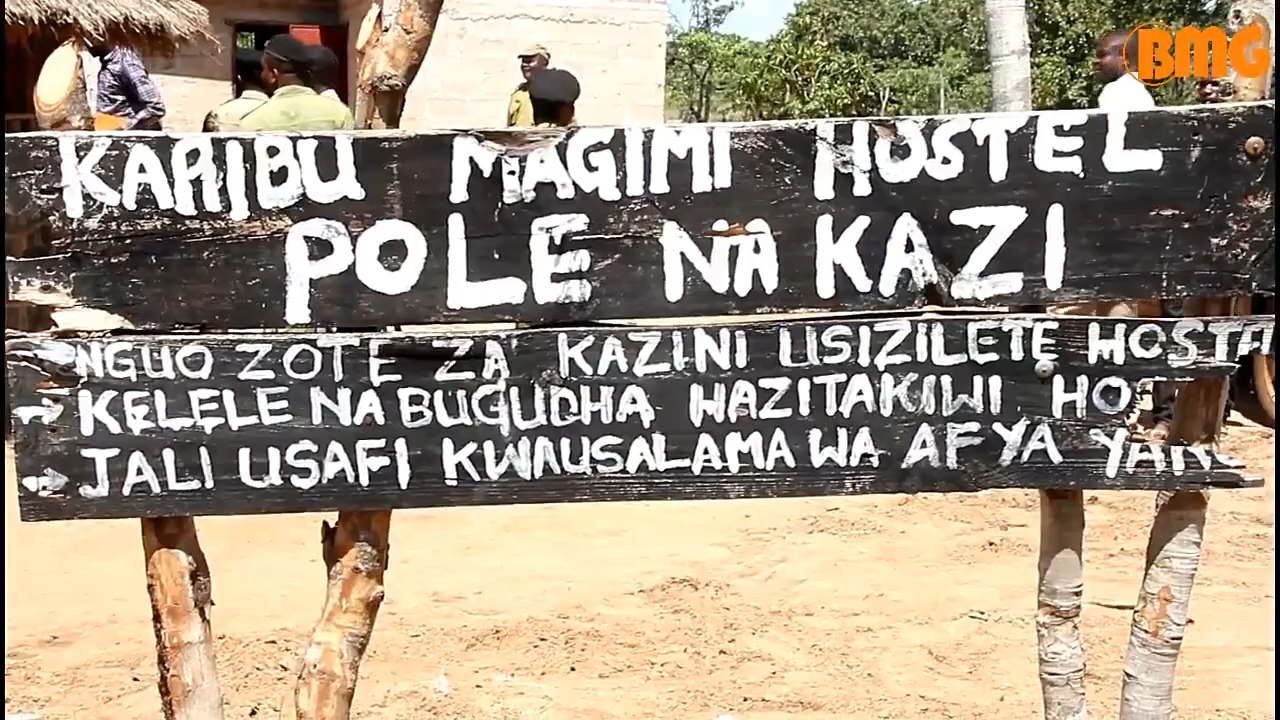 BMG
KARIBU MAGIMI HOSTEL
POLE NA KAZI
NGUO ZOTE ZA KAZINI USIZILETE
→ KELELE NA BUGUDHA HAZITAKIWI
→ JALI USAFI KWAUSALAMA WA AFYA